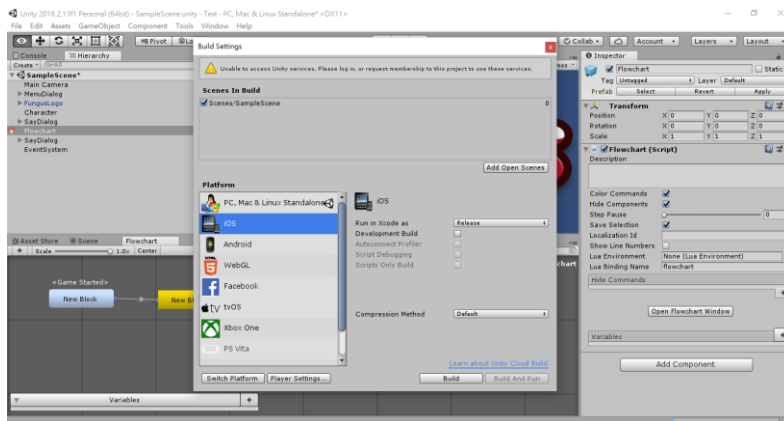 Unity 2018.2.13f1 Personal (64bit) - SampleScene.unity - Test - PC, Mac & Linux Standalone* <DX11>
File Edit Assets GameObject Component Tools Window Help
Pivot
Collab
Account
Layers
Layout
Console
Hierarchy
Create
SampleScene*
Main Camera
MenuDialog
FungusLogo
Character
SayDialog
Flowchart
SayDialog
EventSystem
Asset Store
Scene
Flowchart
Scale 1.0x Center
<Game Started>
New Block
Variables
Build Settings
Unable to access Unity services. Please log in, or request membership to this project to use these services.
Scenes In Build
Scenes/SampleScene 0
Add Open Scenes
Platform
PC, Mac & Linux Standalone
iOS
Android
WebGL
Facebook
tvOS
Xbox One
PS Vita
iOS
Run in Xcode as Release
Development Build
Autoconnect Profiler
Script Debugging
Scripts Only Build
Compression Method Default
Learn about Unity Cloud Build
Switch Platform
Player Settings...
Build
Build And Run
Inspector
Flowchart Static
Tag Untagged Layer Default
Prefab Select Revert Apply
Transform
Position X 0 Y 0 Z 0
Rotation X 0 Y 0 Z 0
Scale X 1 Y 1 Z 1
Flowchart (Script)
Description
Color Commands
Hide Components
Step Pause 0
Save Selection
Localization Id
Show Line Numbers
Lua Environment None (Lua Environment)
Lua Binding Name flowchart
Hide Commands
Open Flowchart Window
Variables
Add Component